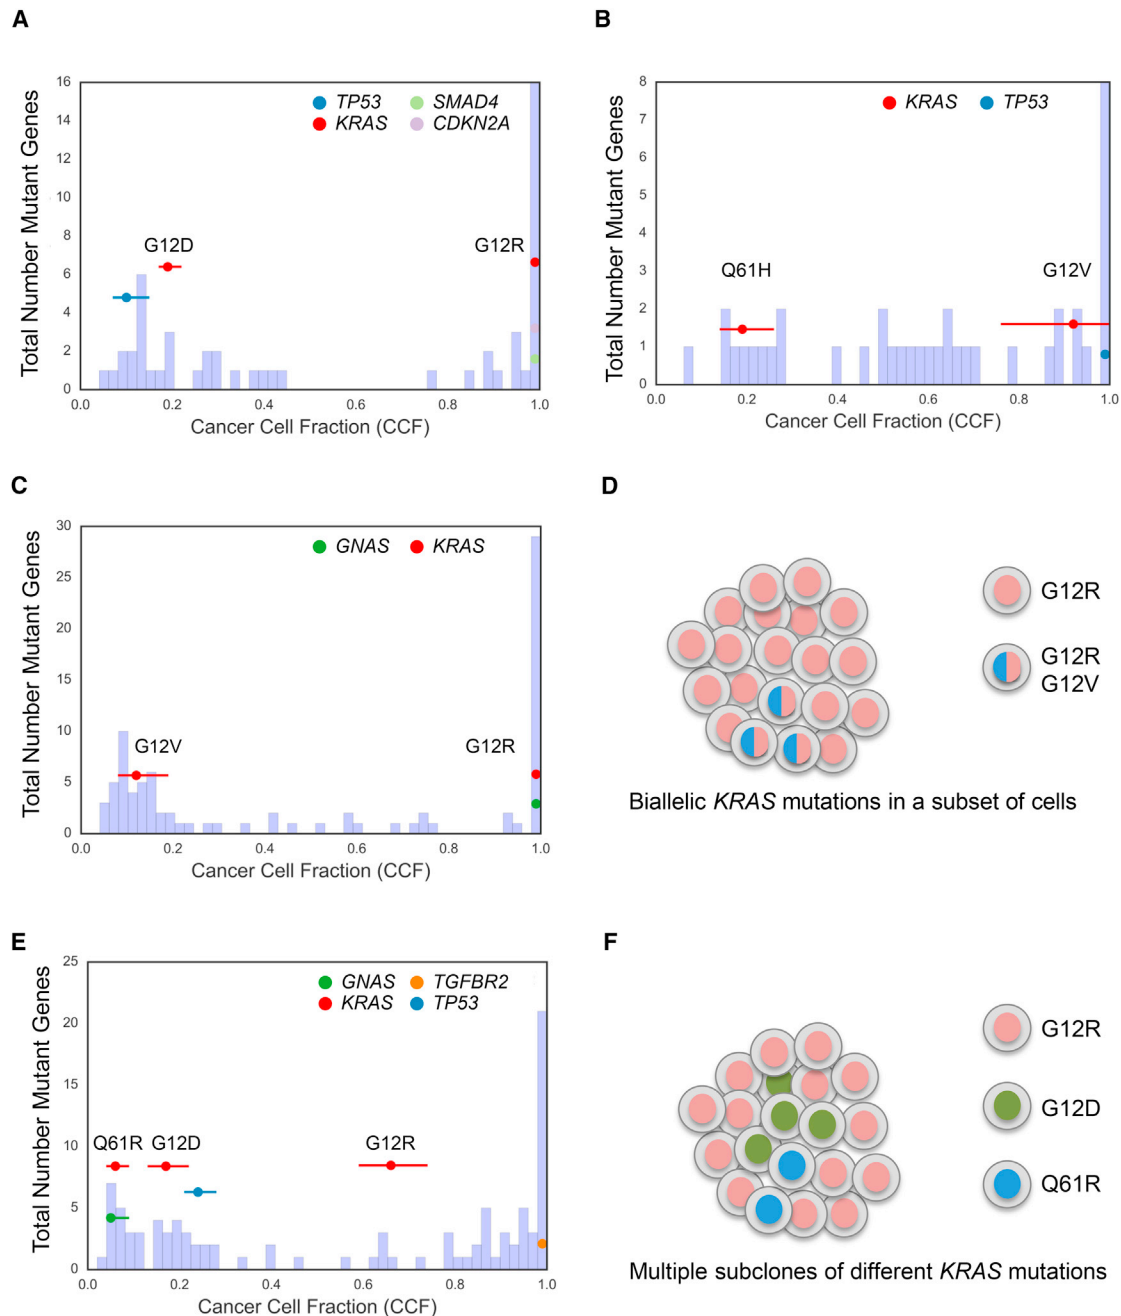 A
Total Number Mutant Genes
16
14
12
10
8
6
4
2
0
TP53
SMAD4
KRAS
CDKN2A
G12D
G12R
0.0
0.2
0.4
0.6
0.8
1.0
Cancer Cell Fraction (CCF)
B
Total Number Mutant Genes
8
7
6
5
4
3
2
1
0
KRAS
TP53
Q61H
G12V
0.0
0.2
0.4
0.6
0.8
1.0
Cancer Cell Fraction (CCF)
C
Total Number Mutant Genes
30
25
20
15
10
5
0
GNAS
KRAS
G12V
G12R
0.0
0.2
0.4
0.6
0.8
1.0
Cancer Cell Fraction (CCF)
D
G12R
G12R
G12V
Biallelic KRAS mutations in a subset of cells
E
Total Number Mutant Genes
25
20
15
10
5
0
GNAS
TGFBR2
KRAS
TP53
Q61R
G12D
G12R
0.0
0.2
0.4
0.6
0.8
1.0
Cancer Cell Fraction (CCF)
F
G12R
G12D
Q61R
Multiple subclones of different KRAS mutations